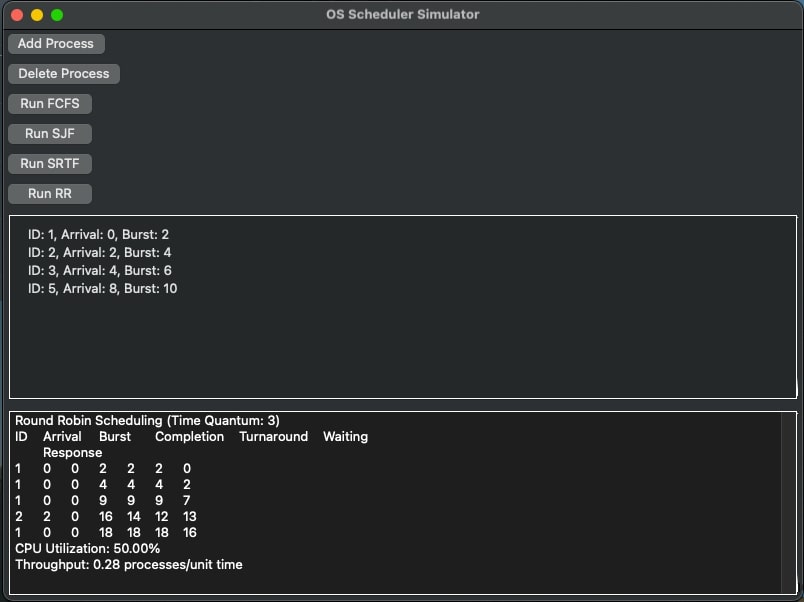 OS Scheduler Simulator
Add Process
Delete Process
Run FCFS
Run SJF
Run SRTF
Run RR
ID: 1, Arrival: 0, Burst: 2
ID: 2, Arrival: 2, Burst: 4
ID: 3, Arrival: 4, Burst: 6
ID: 5, Arrival: 8, Burst: 10
Round Robin Scheduling (Time Quantum: 3)
ID Arrival Burst Completion Turnaround Waiting
Response
1 0 0 2 2 2 0
1 0 0 4 4 4 2
1 0 0 9 9 9 7
2 2 0 16 14 12 13
1 0 0 18 18 18 16
CPU Utilization: 50.00%
Throughput: 0.28 processes/unit time